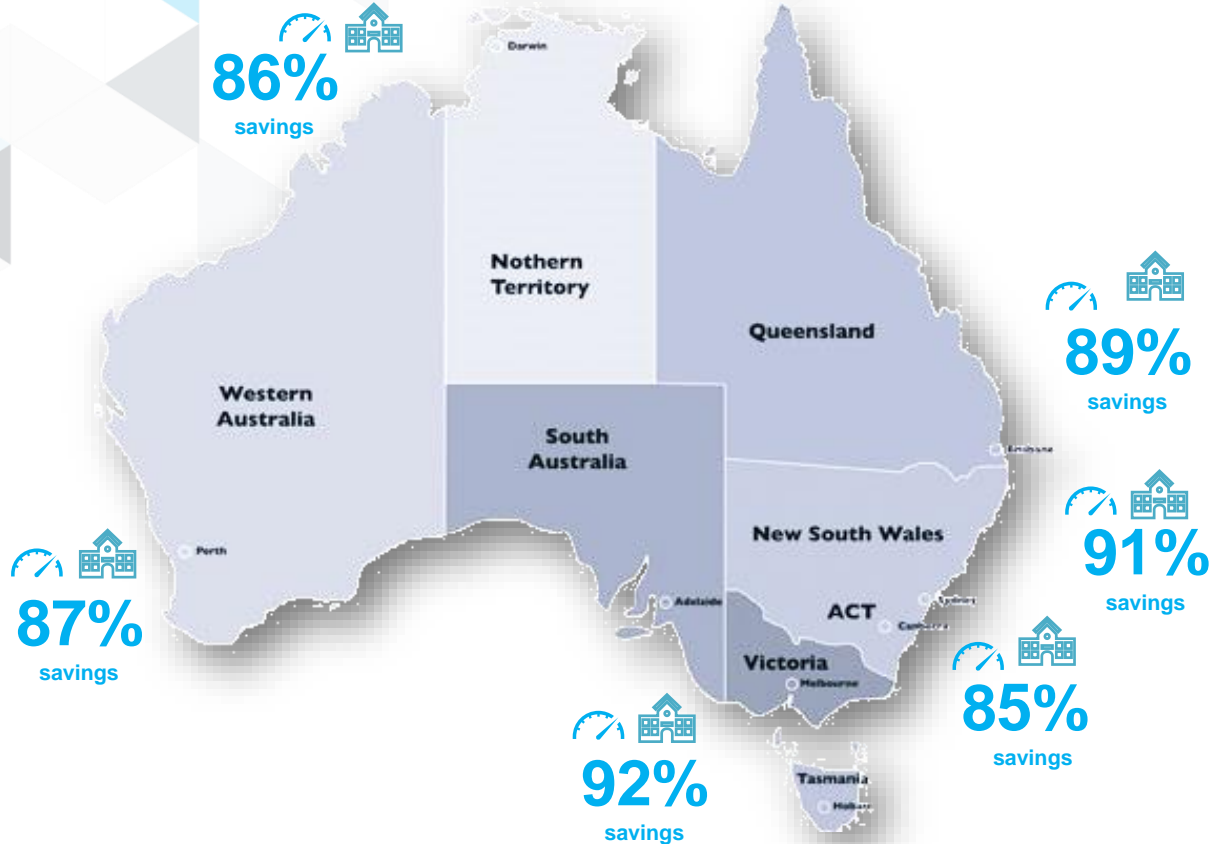 86%
savings
Darwin
Nothern
Territory
Queensland
89%
savings
Western
Australia
South
Australia
Brisbane
New South Wales
91%
savings
Perth
87%
savings
Adelaide
Sydney
ACT
Canberra
Victoria
Melbourne
85%
savings
92%
savings
Tasmania
Hobart